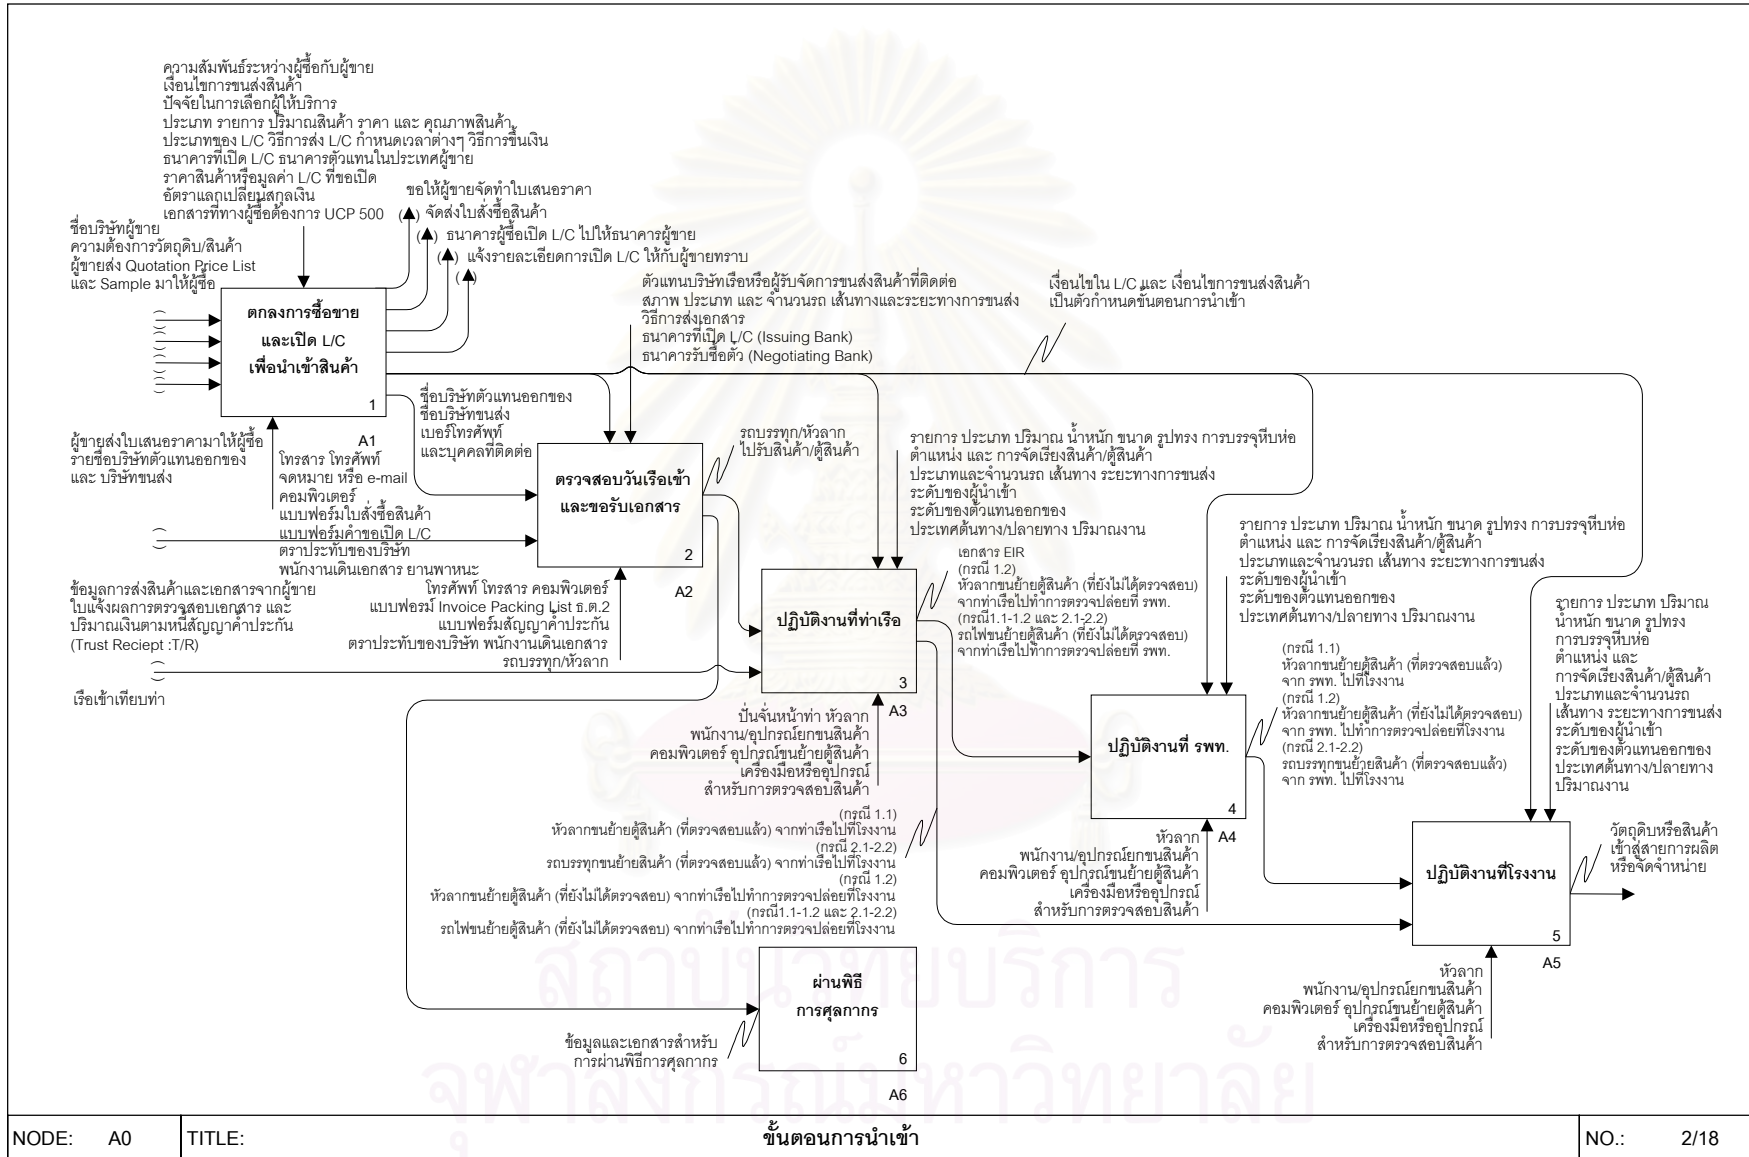 ความสัมพันธ์ระหว่างผู้ซื้อกับผู้ขาย
เงื่อนไขการขนส่งสินค้า
ปัจจัยในการเลือกผู้ให้บริการ
ประเภท รายการ ปริมาณสินค้า ราคา และ คุณภาพสินค้า
ประเภทของ L/C วิธีการส่ง L/C กำหนดเวลาต่างๆ วิธีการขึ้นเงิน
ธนาคารที่เปิด L/C ธนาคารตัวแทนในประเทศผู้ขาย
ราคาสินค้าหรือมูลค่า L/C ที่ขอเปิด
อัตราแลกเปลี่ยนสกุลเงิน
เอกสารที่ทางผู้ซื้อต้องการ UCP 500
ขอให้ผู้ขายจัดทำใบเสนอราคา
จัดส่งใบสั่งซื้อสินค้า
ธนาคารผู้ซื้อเปิด L/C ไปให้ธนาคารผู้ขาย
แจ้งรายละเอียดการเปิด L/C ให้กับผู้ขายทราบ
ชื่อบริษัทผู้ขาย
ความต้องการวัตถุดิบ/สินค้า
ผู้ขายส่ง Quotation Price List
และ Sample มาให้ผู้ซื้อ
ตกลงการซื้อขาย
และเปิด L/C
เพื่อนำเข้าสินค้า
1
A1
ตัวแทนบริษัทเรือหรือผู้รับจัดการขนส่งสินค้าที่ติดต่อ
สภาพ ประเภท และ จำนวนรถ เส้นทางและระยะทางการขนส่ง
วิธีการส่งเอกสาร
ธนาคารที่เปิด L/C (Issuing Bank)
ธนาคารรับซื้อตั๋ว (Negotiating Bank)
เงื่อนไขใน L/C และ เงื่อนไขการขนส่งสินค้า
เป็นตัวกำหนดขั้นตอนการนำเข้า
ชื่อบริษัทตัวแทนออกของ
ชื่อบริษัทขนส่ง
เบอร์โทรศัพท์
และบุคคลที่ติดต่อ
ผู้ขายส่งใบเสนอราคามาให้ผู้ซื้อ
รายชื่อบริษัทตัวแทนออกของ
และ บริษัทขนส่ง
โทรสาร โทรศัพท์
จดหมาย หรือ e-mail
คอมพิวเตอร์
แบบฟอร์มใบสั่งซื้อสินค้า
แบบฟอร์มคำขอเปิด L/C
ตราประทับของบริษัท
พนักงานเดินเอกสาร ยานพาหนะ
ตรวจสอบวันเรือเข้า
และขอรับเอกสาร
2
A2
รถบรรทุก/หัวลาก
ไปรับสินค้า/ตู้สินค้า
รายการ ประเภท ปริมาณ น้ำหนัก ขนาด รูปทรง การบรรจุหีบห่อ
ตำแหน่ง และ การจัดเรียงสินค้า/ตู้สินค้า
ประเภทและจำนวนรถ เส้นทาง ระยะทางการขนส่ง
ระดับของผู้นำเข้า
ระดับของตัวแทนออกของ
ประเทศต้นทาง/ปลายทาง ปริมาณงาน
ข้อมูลการส่งสินค้าและเอกสารจากผู้ขาย
ใบแจ้งผลการตรวจสอบเอกสาร และ
ปริมาณเงินตามหนี้สัญญาค้ำประกัน
(Trust Reciept :T/R)
เรือเข้าเทียบท่า
โทรศัพท์ โทรสาร คอมพิวเตอร์
แบบฟอรม์ Invoice Packing List ธ.ต.2
แบบฟอร์มสัญญาค้ำประกัน
ตราประทับของบริษัท พนักงานเดินเอกสาร
รถบรรทุก/หัวลาก
ปฏิบัติงานที่ท่าเรือ
3
A3
เอกสาร EIR
(กรณี 1.2)
หัวลากขนย้ายตู้สินค้า (ที่ยังไม่ได้ตรวจสอบ)
จากท่าเรือไปทำการตรวจปล่อยที่ รพท.
(กรณี1.1-1.2 และ 2.1-2.2)
รถไฟขนย้ายตู้สินค้า (ที่ยังไม่ได้ตรวจสอบ)
จากท่าเรือไปทำการตรวจปล่อยที่ รพท.
รายการ ประเภท ปริมาณ น้ำหนัก ขนาด รูปทรง การบรรจุหีบห่อ
ตำแหน่ง และ การจัดเรียงสินค้า/ตู้สินค้า
ประเภทและจำนวนรถ เส้นทาง ระยะทางการขนส่ง
ระดับของผู้นำเข้า
ระดับของตัวแทนออกของ
ประเทศต้นทาง/ปลายทาง ปริมาณงาน
รายการ ประเภท ปริมาณ
น้ำหนัก ขนาด รูปทรง
การบรรจุหีบห่อ
ตำแหน่ง และ
การจัดเรียงสินค้า/ตู้สินค้า
ประเภทและจำนวนรถ
เส้นทาง ระยะทางการขนส่ง
ระดับของผู้นำเข้า
ระดับของตัวแทนออกของ
ประเทศต้นทาง/ปลายทาง
ปริมาณงาน
ปั้นจั่นหน้าท่า หัวลาก
พนักงาน/อุปกรณ์ยกขนสินค้า
คอมพิวเตอร์ อุปกรณ์ขนย้ายตู้สินค้า
เครื่องมือหรืออุปกรณ์
สำหรับการตรวจสอบสินค้า
ปฏิบัติงานที่ รพท.
4
A4
(กรณี 1.1)
หัวลากขนย้ายตู้สินค้า (ที่ตรวจสอบแล้ว)
จาก รพท. ไปที่โรงงาน
(กรณี 1.2)
หัวลากขนย้ายตู้สินค้า (ที่ยังไม่ได้ตรวจสอบ)
จาก รพท. ไปทำการตรวจปล่อยที่โรงงาน
(กรณี 2.1-2.2)
รถบรรทุกขนย้ายสินค้า (ที่ตรวจสอบแล้ว)
จาก รพท. ไปที่โรงงาน
(กรณี 1.1)
หัวลากขนย้ายตู้สินค้า (ที่ตรวจสอบแล้ว) จากท่าเรือไปที่โรงงาน
(กรณี 2.1-2.2)
รถบรรทุกขนย้ายสินค้า (ที่ตรวจสอบแล้ว) จากท่าเรือไปที่โรงงาน
(กรณี 1.2)
หัวลากขนย้ายตู้สินค้า (ที่ยังไม่ได้ตรวจสอบ) จากท่าเรือไปทำการตรวจปล่อยที่โรงงาน
(กรณี1.1-1.2 และ 2.1-2.2)
รถไฟขนย้ายตู้สินค้า (ที่ยังไม่ได้ตรวจสอบ) จากท่าเรือไปทำการตรวจปล่อยที่โรงงาน
หัวลาก
พนักงาน/อุปกรณ์ยกขนสินค้า
คอมพิวเตอร์ อุปกรณ์ขนย้ายตู้สินค้า
เครื่องมือหรืออุปกรณ์
สำหรับการตรวจสอบสินค้า
ปฏิบัติงานที่โรงงาน
5
A5
วัตถุดิบหรือสินค้า
เข้าสู่สายการผลิต
หรือจัดจำหน่าย
หัวลาก
พนักงาน/อุปกรณ์ยกขนสินค้า
คอมพิวเตอร์ อุปกรณ์ขนย้ายตู้สินค้า
เครื่องมือหรืออุปกรณ์
สำหรับการตรวจสอบสินค้า
ผ่านพิธี
การศุลกากร
6
A6
ข้อมูลและเอกสารสำหรับ
การผ่านพิธีการศุลกากร
สถาบันวิทยบริการ
จุฬาลงกรณ์มหาวิทยาลัย
NODE: A0
TITLE: ขั้นตอนการนำเข้า
NO.: 2/18